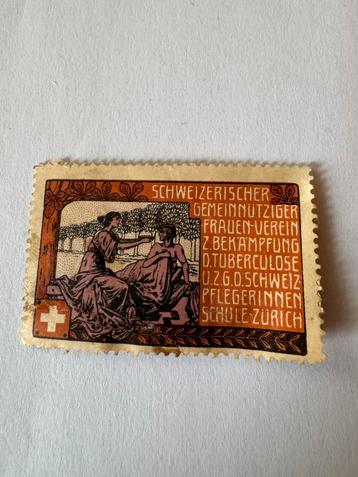 SCHWEIZERISCHER
GEMEINNÜTZIGER
FRAUEN-VEREIN
Z.BEKÄMPFUNG
D.TUBERCULOSE
U.Z.G.D.SCHWEIZ
PFLEGERINNEN
SCHULE-ZÜRICH